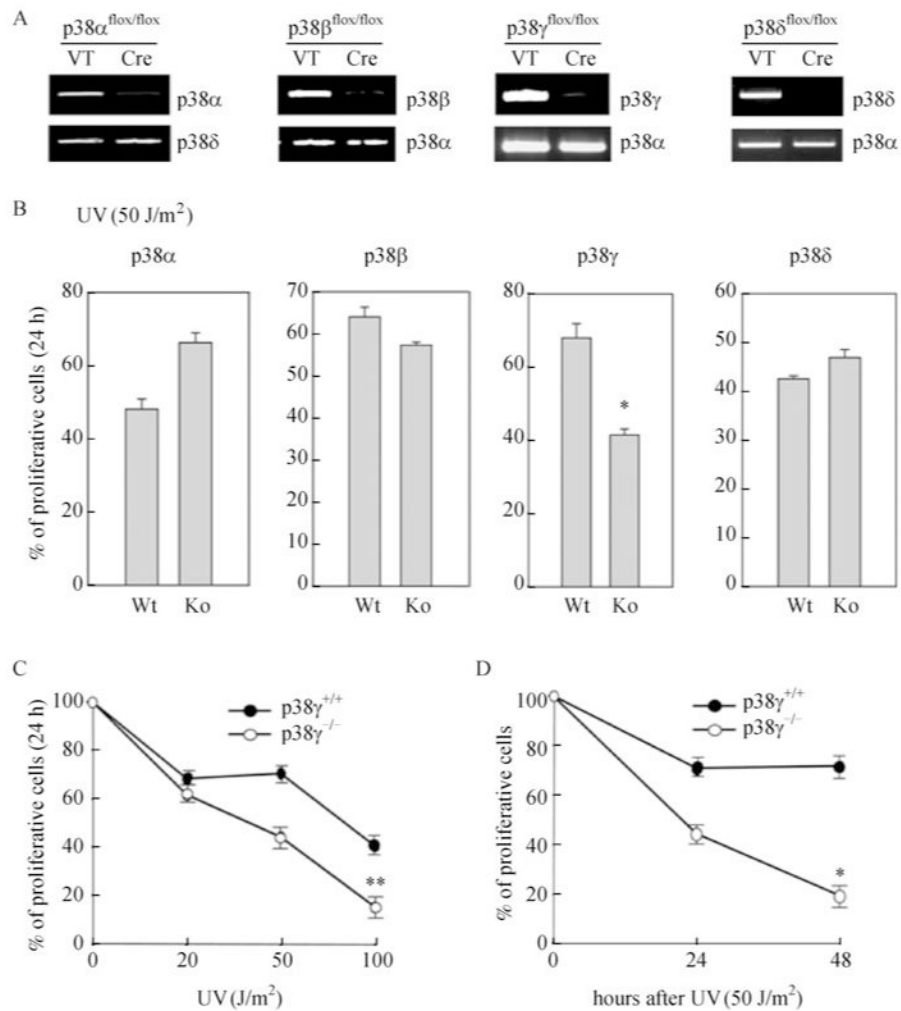 A
p38α^flox/flox p38β^flox/flox p38γ^flox/flox p38δ^flox/flox
VT Cre VT Cre VT Cre VT Cre
p38α p38β p38γ p38δ
p38δ p38α p38α p38α
B UV (50 J/m²)
p38α p38β p38γ p38δ
% of proliferative cells (24 h)
80
60
40
20
0
Wt Ko
70
60
50
40
30
20
10
0
Wt Ko
80
60
40
20
0
*
Wt Ko
60
50
40
30
20
10
0
Wt Ko
C
% of proliferative cells (24 h)
100
80
60
40
20
0
p38γ^+/+
p38γ^−/−
**
0 20 50 100
UV (J/m²)
D
% of proliferative cells
100
80
60
40
20
0
p38γ^+/+
p38γ^−/−
*
0 24 48
hours after UV (50 J/m²)